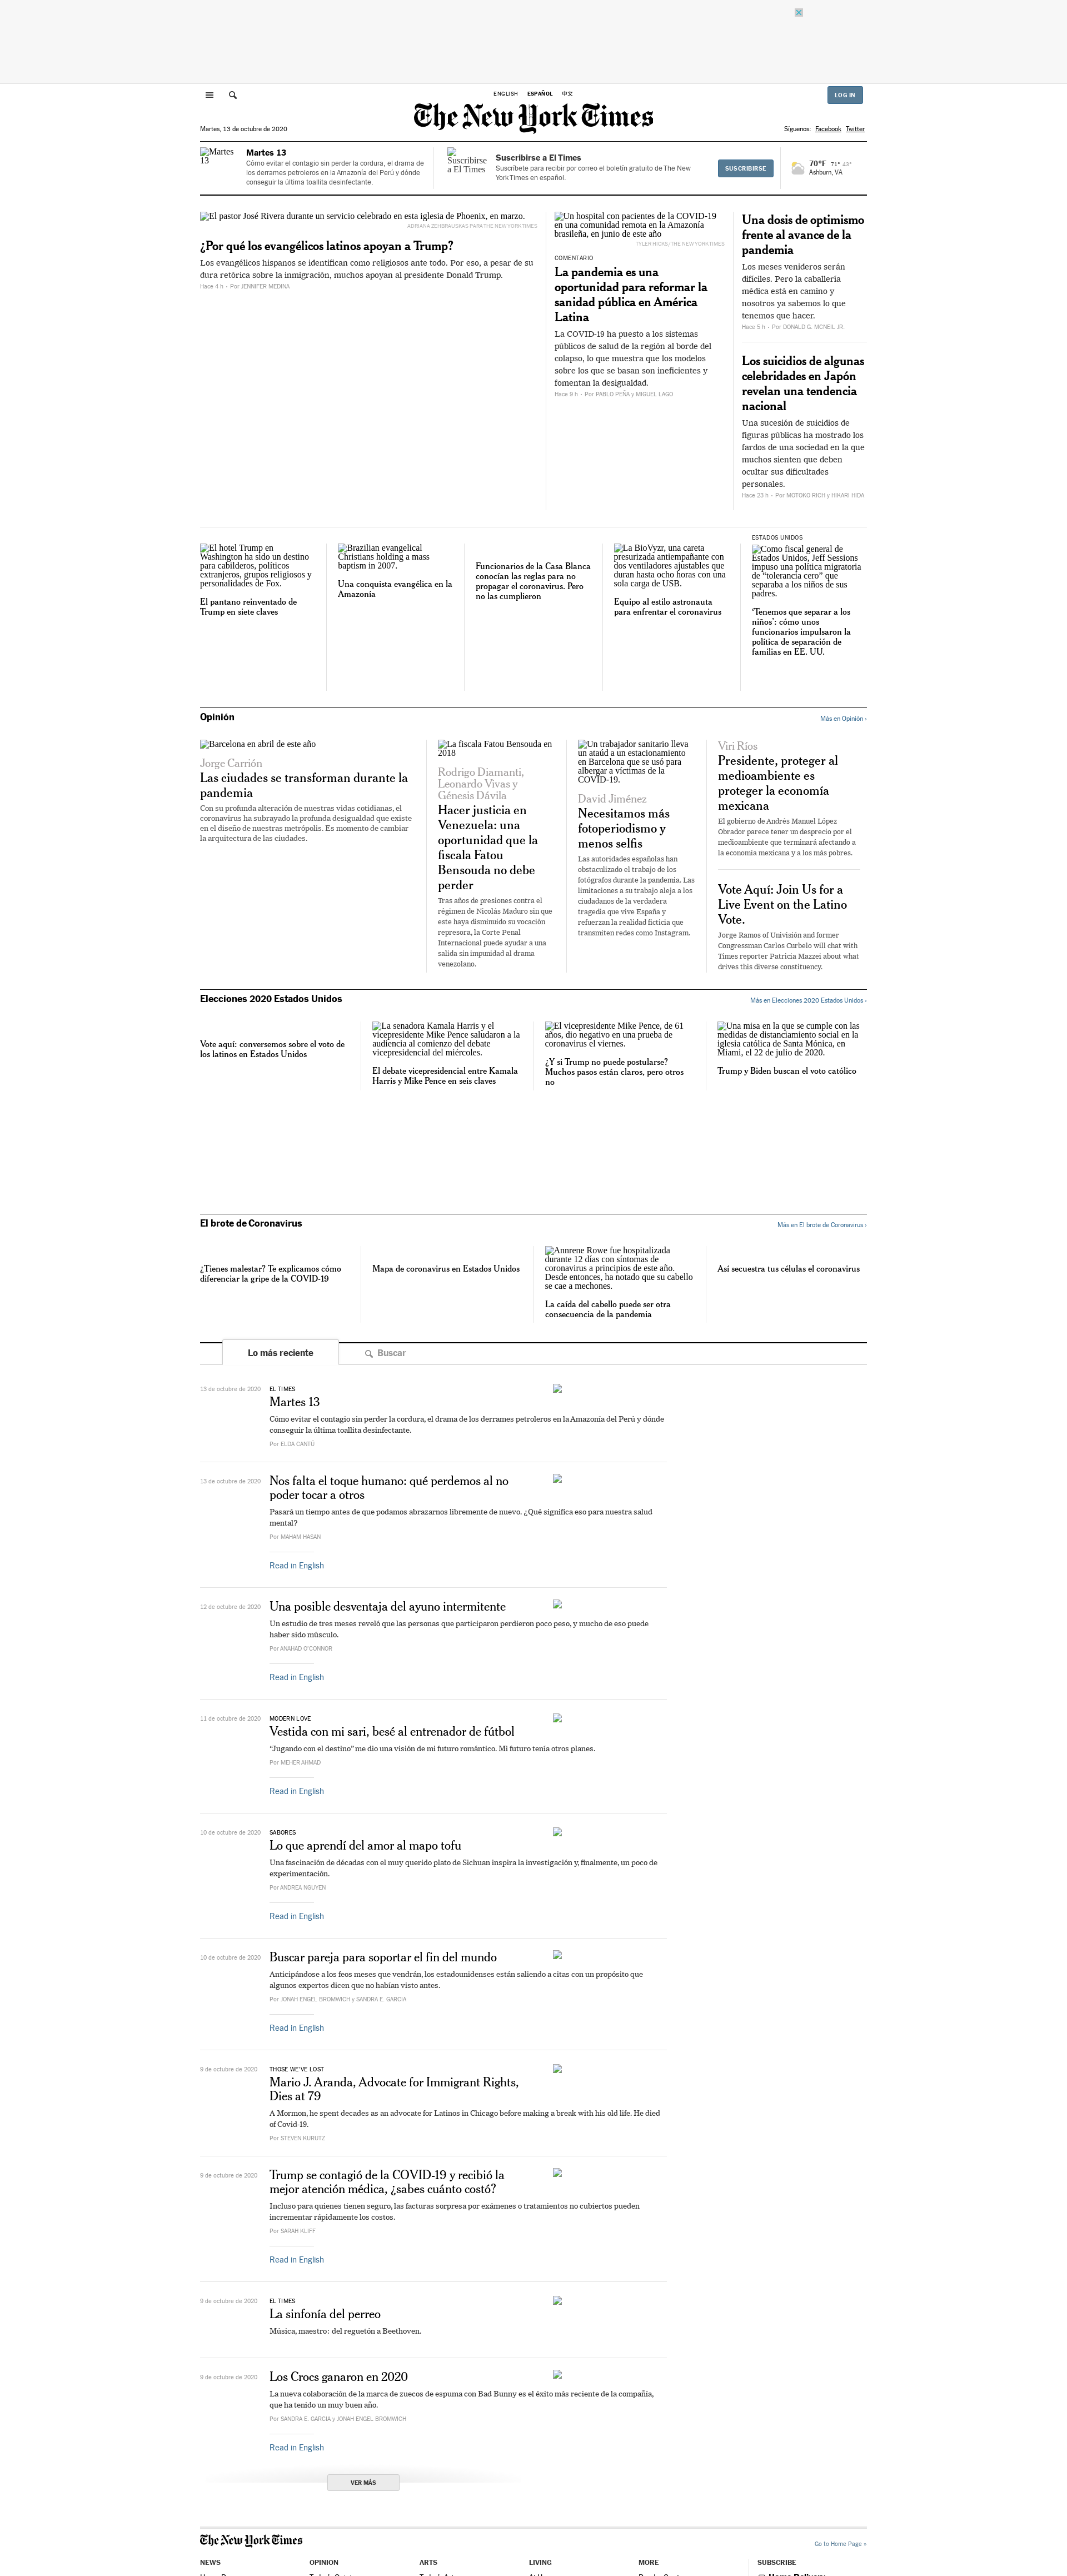 ENGLISH ESPAÑOL 中文
LOG IN
The New York Times
Martes, 13 de octubre de 2020
Síguenos: Facebook Twitter
Martes 13
Martes 13
Cómo evitar el contagio sin perder la cordura, el drama de
los derrames petroleros en la Amazonía del Perú y dónde
conseguir la última toallita desinfectante.
Suscribirse a El Times
Suscribirse a El Times
Suscríbete para recibir por correo el boletín gratuito de The New
York Times en español.
SUSCRIBIRSE
70°F 71° 43°
Ashburn, VA
El pastor José Rivera durante un servicio celebrado en esta iglesia de Phoenix, en marzo.
ADRIANA ZEHBRAUSKAS PARA THE NEW YORK TIMES
¿Por qué los evangélicos latinos apoyan a Trump?
Los evangélicos hispanos se identifican como religiosos ante todo. Por eso, a pesar de su
dura retórica sobre la inmigración, muchos apoyan al presidente Donald Trump.
Hace 4 h • Por JENNIFER MEDINA
Un hospital con pacientes de la COVID-19
en una comunidad remota en la Amazonía
brasileña, en junio de este año
TYLER HICKS/THE NEW YORK TIMES
COMENTARIO
La pandemia es una
oportunidad para reformar la
sanidad pública en América
Latina
La COVID-19 ha puesto a los sistemas
públicos de salud de la región al borde del
colapso, lo que muestra que los modelos
sobre los que se basan son ineficientes y
fomentan la desigualdad.
Hace 9 h • Por PABLO PEÑA y MIGUEL LAGO
Una dosis de optimismo
frente al avance de la
pandemia
Los meses venideros serán
difíciles. Pero la caballería
médica está en camino y
nosotros ya sabemos lo que
tenemos que hacer.
Hace 5 h • Por DONALD G. MCNEIL JR.
Los suicidios de algunas
celebridades en Japón
revelan una tendencia
nacional
Una sucesión de suicidios de
figuras públicas ha mostrado los
fardos de una sociedad en la que
muchos sienten que deben
ocultar sus dificultades
personales.
Hace 23 h • Por MOTOKO RICH y HIKARI HIDA
El hotel Trump en
Washington ha sido un destino
para cabilderos, políticos
extranjeros, grupos religiosos y
personalidades de Fox.
El pantano reinventado de
Trump en siete claves
Brazilian evangelical
Christians holding a mass
baptism in 2007.
Una conquista evangélica en la
Amazonía
Funcionarios de la Casa Blanca
conocían las reglas para no
propagar el coronavirus. Pero
no las cumplieron
La BioVyzr, una careta
presurizada antiempañante con
dos ventiladores ajustables que
duran hasta ocho horas con una
sola carga de USB.
Equipo al estilo astronauta
para enfrentar el coronavirus
ESTADOS UNIDOS
Como fiscal general de
Estados Unidos, Jeff Sessions
impuso una política migratoria
de “tolerancia cero” que
separaba a los niños de sus
padres.
‘Tenemos que separar a los
niños’: cómo unos
funcionarios impulsaron la
política de separación de
familias en EE. UU.
Opinión
Más en Opinión ›
Barcelona en abril de este año
Jorge Carrión
Las ciudades se transforman durante la
pandemia
Con su profunda alteración de nuestras vidas cotidianas, el
coronavirus ha subrayado la profunda desigualdad que existe
en el diseño de nuestras metrópolis. Es momento de cambiar
la arquitectura de las ciudades.
La fiscala Fatou Bensouda en
2018
Rodrigo Diamanti,
Leonardo Vivas y
Génesis Dávila
Hacer justicia en
Venezuela: una
oportunidad que la
fiscala Fatou
Bensouda no debe
perder
Tras años de presiones contra el
régimen de Nicolás Maduro sin que
este haya disminuido su vocación
represora, la Corte Penal
Internacional puede ayudar a una
salida sin impunidad al drama
venezolano.
Un trabajador sanitario lleva
un ataúd a un estacionamiento
en Barcelona que se usó para
albergar a víctimas de la
COVID-19.
David Jiménez
Necesitamos más
fotoperiodismo y
menos selfis
Las autoridades españolas han
obstaculizado el trabajo de los
fotógrafos durante la pandemia. Las
limitaciones a su trabajo aleja a los
ciudadanos de la verdadera
tragedia que vive España y
refuerzan la realidad ficticia que
transmiten redes como Instagram.
Viri Ríos
Presidente, proteger al
medioambiente es
proteger la economía
mexicana
El gobierno de Andrés Manuel López
Obrador parece tener un desprecio por el
medioambiente que terminará afectando a
la economía mexicana y a los más pobres.
Vote Aquí: Join Us for a
Live Event on the Latino
Vote.
Jorge Ramos of Univisión and former
Congressman Carlos Curbelo will chat with
Times reporter Patricia Mazzei about what
drives this diverse constituency.
Elecciones 2020 Estados Unidos
Más en Elecciones 2020 Estados Unidos ›
Vote aquí: conversemos sobre el voto de
los latinos en Estados Unidos
La senadora Kamala Harris y el
vicepresidente Mike Pence saludaron a la
audiencia al comienzo del debate
vicepresidencial del miércoles.
El debate vicepresidencial entre Kamala
Harris y Mike Pence en seis claves
El vicepresidente Mike Pence, de 61
años, dio negativo en una prueba de
coronavirus el viernes.
¿Y si Trump no puede postularse?
Muchos pasos están claros, pero otros
no
Una misa en la que se cumple con las
medidas de distanciamiento social en la
iglesia católica de Santa Mónica, en
Miami, el 22 de julio de 2020.
Trump y Biden buscan el voto católico
El brote de Coronavirus
Más en El brote de Coronavirus ›
¿Tienes malestar? Te explicamos cómo
diferenciar la gripe de la COVID-19
Mapa de coronavirus en Estados Unidos
Annrene Rowe fue hospitalizada
durante 12 días con síntomas de
coronavirus a principios de este año.
Desde entonces, ha notado que su cabello
se cae a mechones.
La caída del cabello puede ser otra
consecuencia de la pandemia
Así secuestra tus células el coronavirus
Lo más reciente
Buscar
13 de octubre de 2020
EL TIMES
Martes 13
Cómo evitar el contagio sin perder la cordura, el drama de los derrames petroleros en la Amazonía del Perú y dónde
conseguir la última toallita desinfectante.
Por ELDA CANTÚ
13 de octubre de 2020
Nos falta el toque humano: qué perdemos al no
poder tocar a otros
Pasará un tiempo antes de que podamos abrazarnos libremente de nuevo. ¿Qué significa eso para nuestra salud
mental?
Por MAHAM HASAN
Read in English
12 de octubre de 2020
Una posible desventaja del ayuno intermitente
Un estudio de tres meses reveló que las personas que participaron perdieron poco peso, y mucho de eso puede
haber sido músculo.
Por ANAHAD O’CONNOR
Read in English
11 de octubre de 2020
MODERN LOVE
Vestida con mi sari, besé al entrenador de fútbol
“Jugando con el destino” me dio una visión de mi futuro romántico. Mi futuro tenía otros planes.
Por MEHER AHMAD
Read in English
10 de octubre de 2020
SABORES
Lo que aprendí del amor al mapo tofu
Una fascinación de décadas con el muy querido plato de Sichuan inspira la investigación y, finalmente, un poco de
experimentación.
Por ANDREA NGUYEN
Read in English
10 de octubre de 2020
Buscar pareja para soportar el fin del mundo
Anticipándose a los feos meses que vendrán, los estadounidenses están saliendo a citas con un propósito que
algunos expertos dicen que no habían visto antes.
Por JONAH ENGEL BROMWICH y SANDRA E. GARCIA
Read in English
9 de octubre de 2020
THOSE WE’VE LOST
Mario J. Aranda, Advocate for Immigrant Rights,
Dies at 79
A Mormon, he spent decades as an advocate for Latinos in Chicago before making a break with his old life. He died
of Covid-19.
Por STEVEN KURUTZ
9 de octubre de 2020
Trump se contagió de la COVID-19 y recibió la
mejor atención médica, ¿sabes cuánto costó?
Incluso para quienes tienen seguro, las facturas sorpresa por exámenes o tratamientos no cubiertos pueden
incrementar rápidamente los costos.
Por SARAH KLIFF
Read in English
9 de octubre de 2020
EL TIMES
La sinfonía del perreo
Música, maestro: del reguetón a Beethoven.
9 de octubre de 2020
Los Crocs ganaron en 2020
La nueva colaboración de la marca de zuecos de espuma con Bad Bunny es el éxito más reciente de la compañía,
que ha tenido un muy buen año.
Por SANDRA E. GARCIA y JONAH ENGEL BROMWICH
Read in English
VER MÁS
The New York Times
Go to Home Page »
NEWS OPINION ARTS LIVING MORE SUBSCRIBE